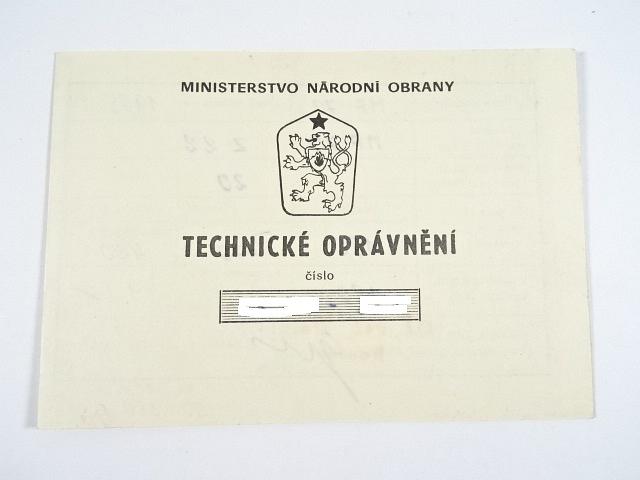 MINISTERSTVO NÁRODNÍ OBRANY
TECHNICKÉ OPRÁVNĚNÍ
číslo